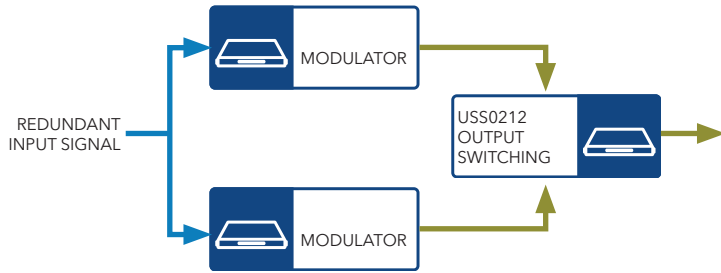 MODULATOR
REDUNDANT
INPUT SIGNAL
USS0212
OUTPUT
SWITCHING
MODULATOR